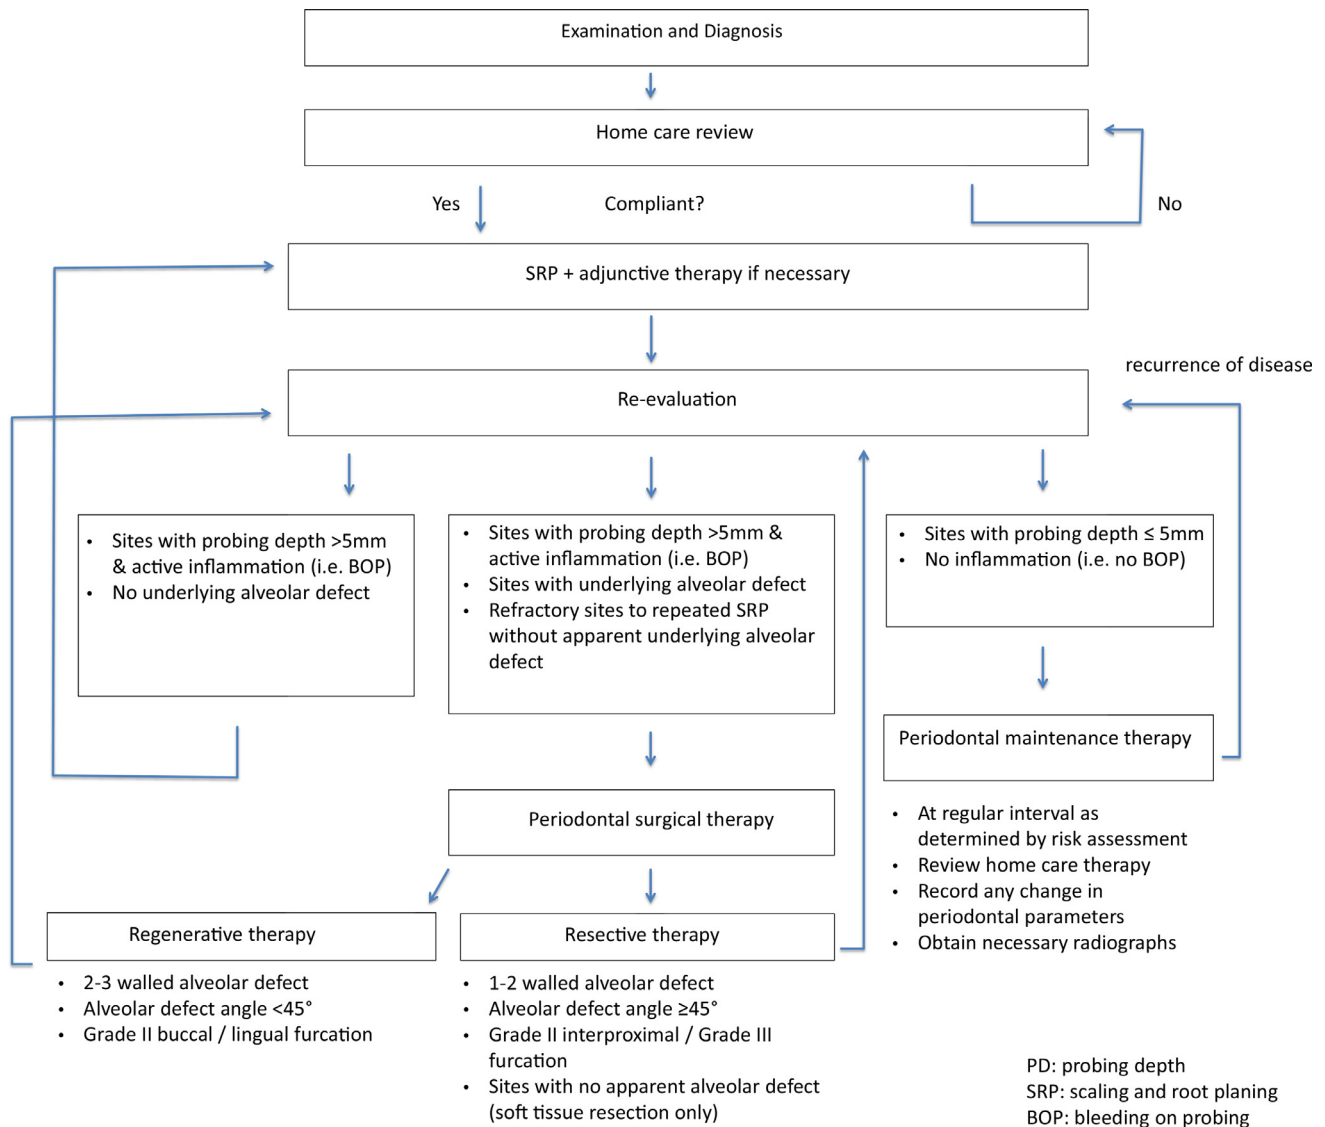 Examination and Diagnosis
Home care review
Yes
Compliant?
No
SRP + adjunctive therapy if necessary
recurrence of disease
Re-evaluation
• Sites with probing depth >5mm
& active inflammation (i.e. BOP)
• No underlying alveolar defect
• Sites with probing depth >5mm &
active inflammation (i.e. BOP)
• Sites with underlying alveolar defect
• Refractory sites to repeated SRP
without apparent underlying alveolar
defect
• Sites with probing depth ≤ 5mm
• No inflammation (i.e. no BOP)
Periodontal maintenance therapy
• At regular interval as
determined by risk assessment
• Review home care therapy
• Record any change in
periodontal parameters
• Obtain necessary radiographs
Periodontal surgical therapy
Regenerative therapy
• 2-3 walled alveolar defect
• Alveolar defect angle <45°
• Grade II buccal / lingual furcation
Resective therapy
• 1-2 walled alveolar defect
• Alveolar defect angle ≥45°
• Grade II interproximal / Grade III
furcation
• Sites with no apparent alveolar defect
(soft tissue resection only)
PD: probing depth
SRP: scaling and root planing
BOP: bleeding on probing